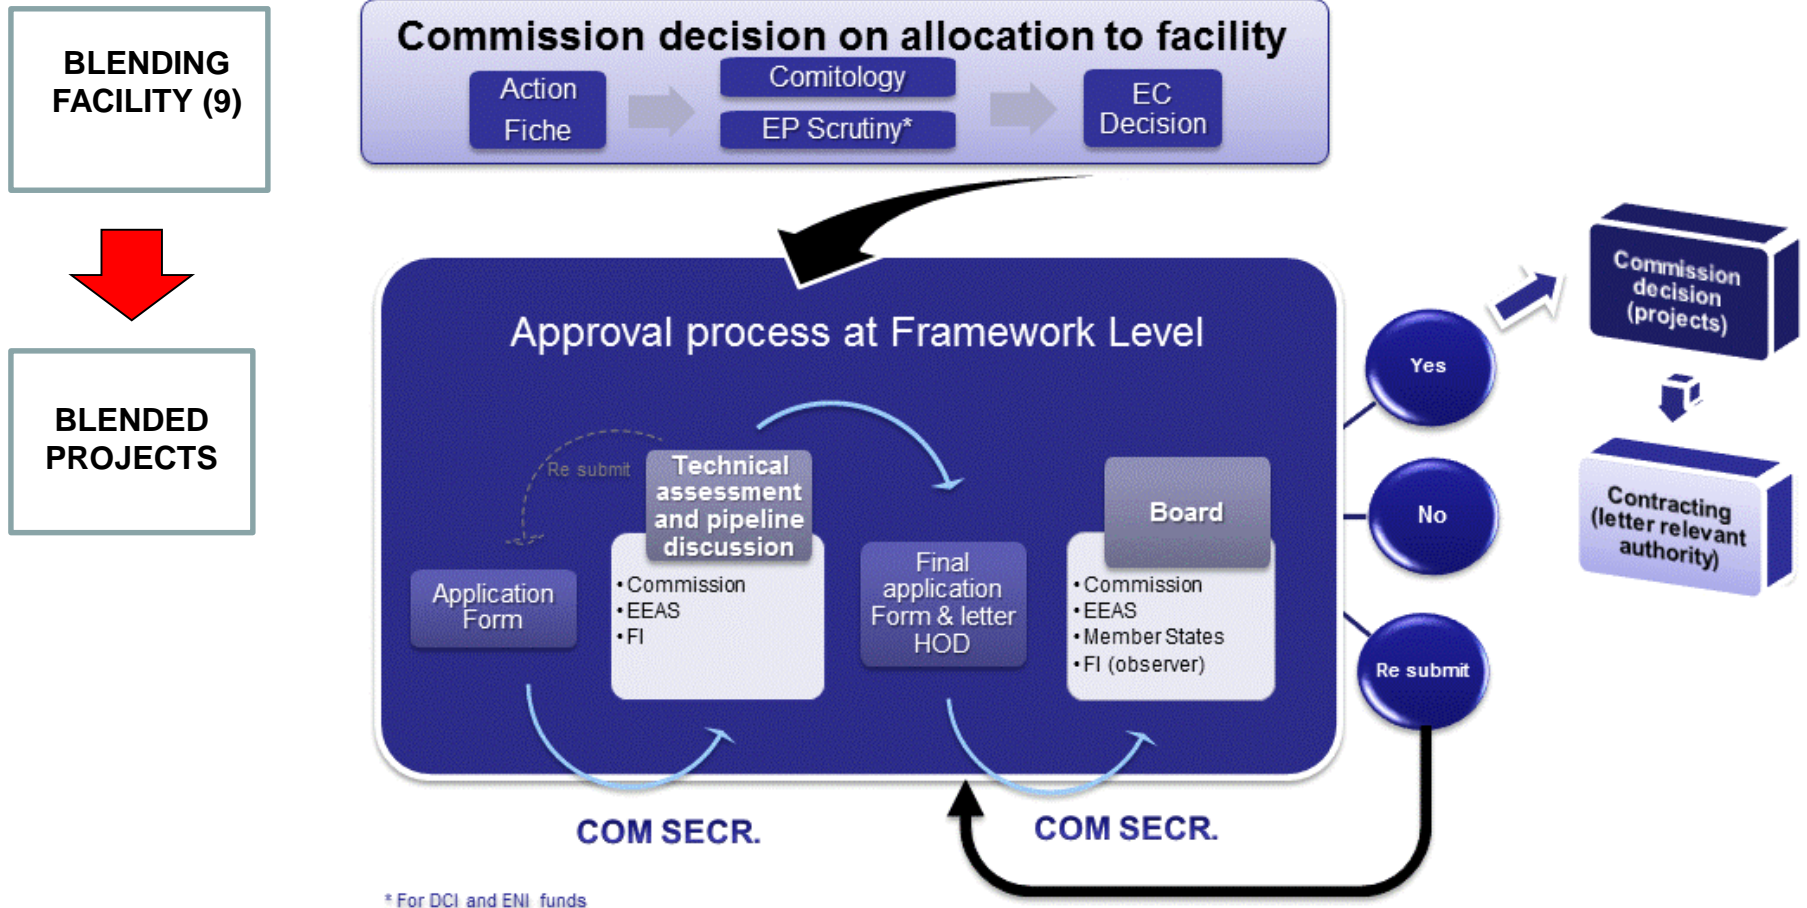 BLENDING
FACILITY (9)
BLENDED
PROJECTS
Commission decision on allocation to facility
Action
Fiche
Comitology
EP Scrutiny*
EC
Decision
Approval process at Framework Level
Re submit
Application
Form
Technical
assessment
and pipeline
discussion
• Commission
• EEAS
• FI
Final
application
Form & letter
HOD
Board
• Commission
• EEAS
• Member States
• FI (observer)
COM SECR.
COM SECR.
Yes
No
Re submit
Commission
decision
(projects)
Contracting
(letter relevant
authority)
* For DCI and ENI funds